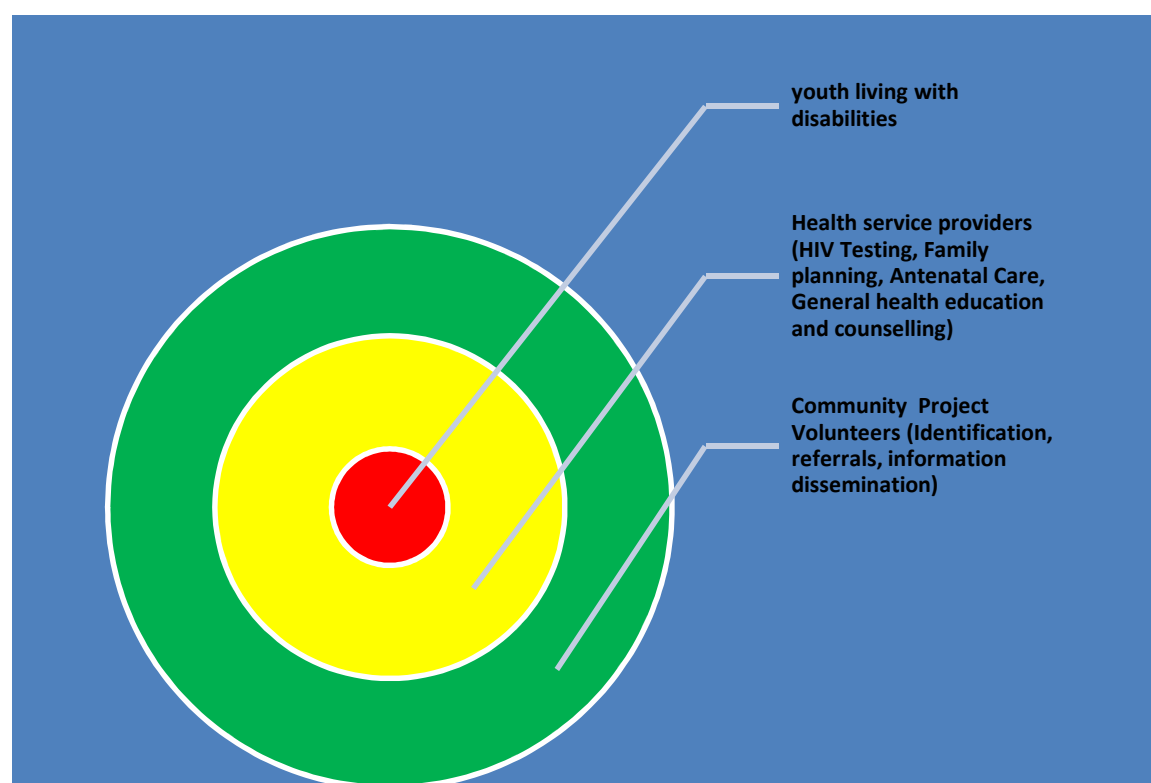 youth living with
disabilities
Health service providers
(HIV Testing, Family
planning, Antenatal Care,
General health education
and counselling)
Community  Project
Volunteers (Identification,
referrals, information
dissemination)